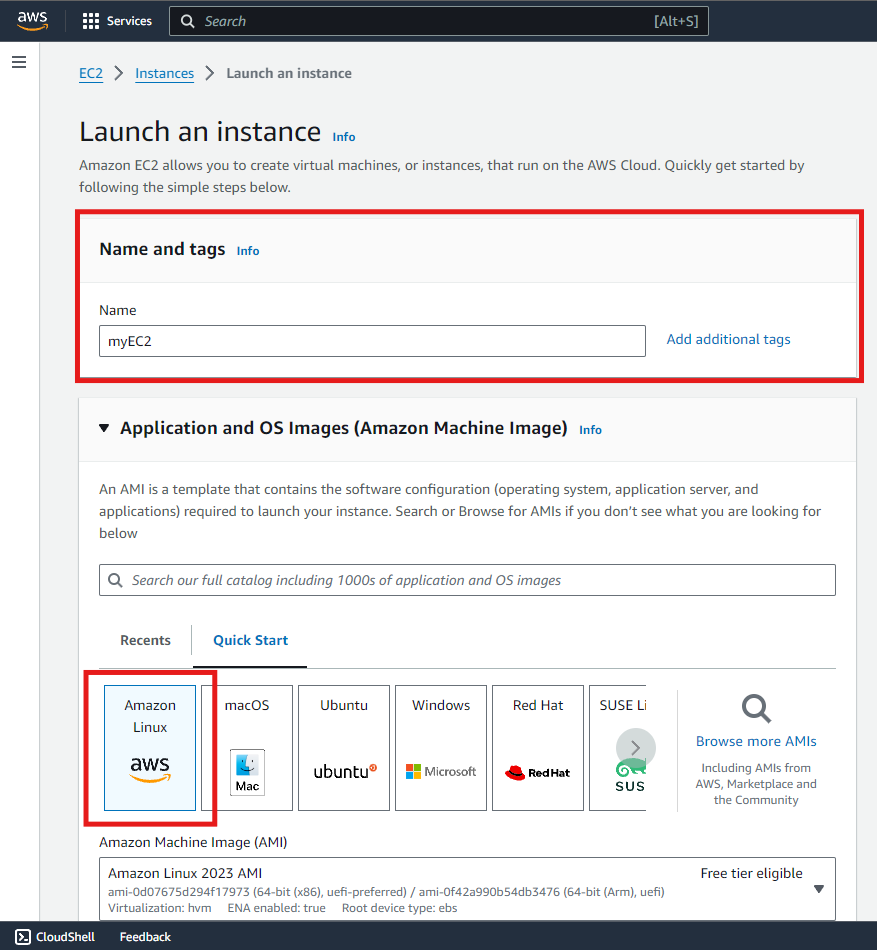 aws
Services
Search
[Alt+S]
EC2 > Instances > Launch an instance
Launch an instance Info
Amazon EC2 allows you to create virtual machines, or instances, that run on the AWS Cloud. Quickly get started by
following the simple steps below.
Name and tags Info
Name
myEC2
Add additional tags
Application and OS Images (Amazon Machine Image) Info
An AMI is a template that contains the software configuration (operating system, application server, and
applications) required to launch your instance. Search or Browse for AMIs if you don’t see what you are looking for
below
Search our full catalog including 1000s of application and OS images
Recents
Quick Start
Amazon
Linux
aws
macOS
Mac
Ubuntu
ubuntu
Windows
Microsoft
Red Hat
Red Hat
SUSE Li
SUS
Browse more AMIs
Including AMIs from
AWS, Marketplace and
the Community
Amazon Machine Image (AMI)
Amazon Linux 2023 AMI
Free tier eligible
ami-0d07675d294f17973 (64-bit (x86), uefi-preferred) / ami-0f42a990b54db3476 (64-bit (Arm), uefi)
Virtualization: hvm ENA enabled: true Root device type: ebs
CloudShell
Feedback